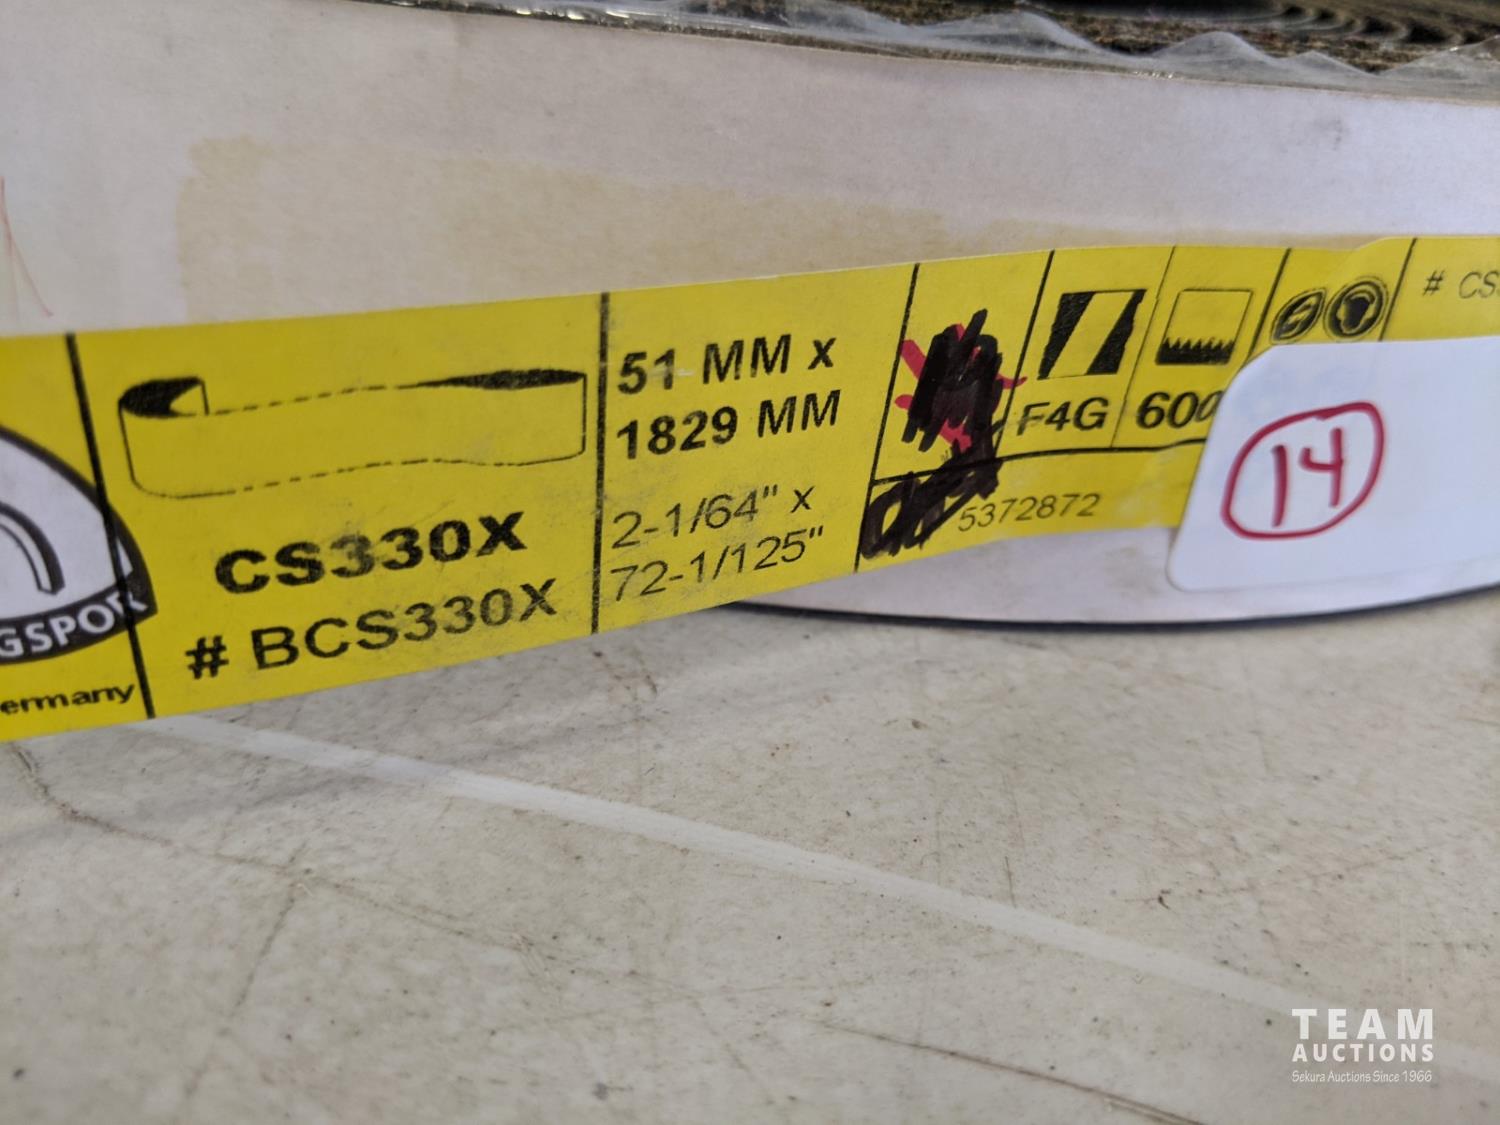 GSPOR
ermany
CS330X
# BCS330X
51 MM x
1829 MM
2-1/64" x
72-1/125"
F4G
600
5372872
# CS
14
TEAM
AUCTIONS
Sekura Auctions Since 1966